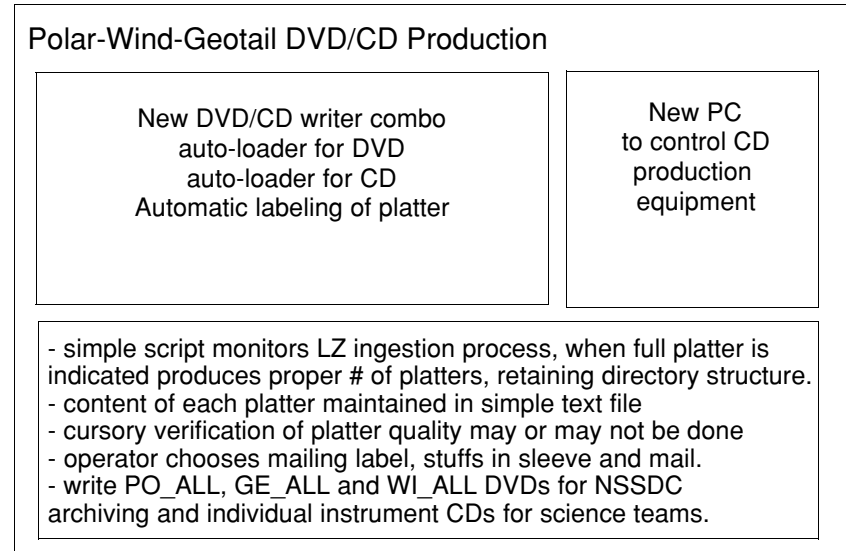 Polar-Wind-Geotail DVD/CD Production
New DVD/CD writer combo
auto-loader for DVD
auto-loader for CD
Automatic labeling of platter
New PC
to control CD
production
equipment
- simple script monitors LZ ingestion process, when full platter is
indicated produces proper # of platters, retaining directory structure.
- content of each platter maintained in simple text file
- cursory verification of platter quality may or may not be done
- operator chooses mailing label, stuffs in sleeve and mail.
- write PO_ALL, GE_ALL and WI_ALL DVDs for NSSDC
archiving and individual instrument CDs for science teams.